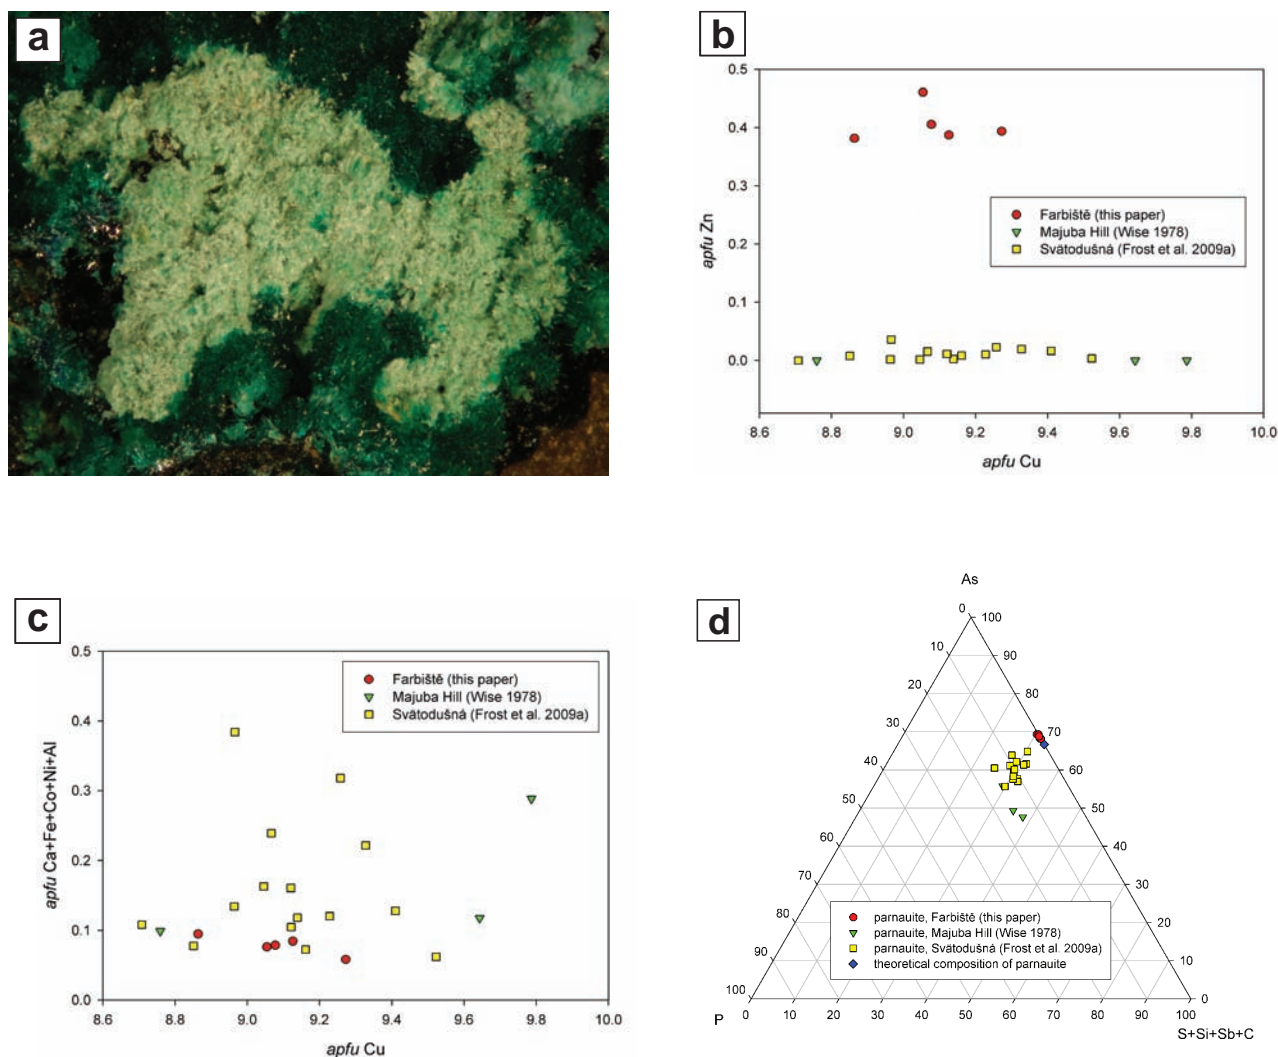 a
b
0.5
0.4
0.3
0.2
0.1
0.0
apfu Zn
Farbiště (this paper)
Majuba Hill (Wise 1978)
Svätodušná (Frost et al. 2009a)
8.6 8.8 9.0 9.2 9.4 9.6 9.8 10.0
apfu Cu
c
0.5
0.4
0.3
0.2
0.1
0.0
apfu Ca+Fe+Co+Ni+Al
Farbiště (this paper)
Majuba Hill (Wise 1978)
Svätodušná (Frost et al. 2009a)
8.6 8.8 9.0 9.2 9.4 9.6 9.8 10.0
apfu Cu
d
As
0 100
10 90
20 80
30 70
40 60
50 50
60 40
70 30
80 20
90 10
100 0
parnauite, Farbiště (this paper)
parnauite, Majuba Hill (Wise 1978)
parnauite, Svätodušná (Frost et al. 2009a)
theoretical composition of parnauite
P
0 10 20 30 40 50 60 70 80 90 100
S+Si+Sb+C